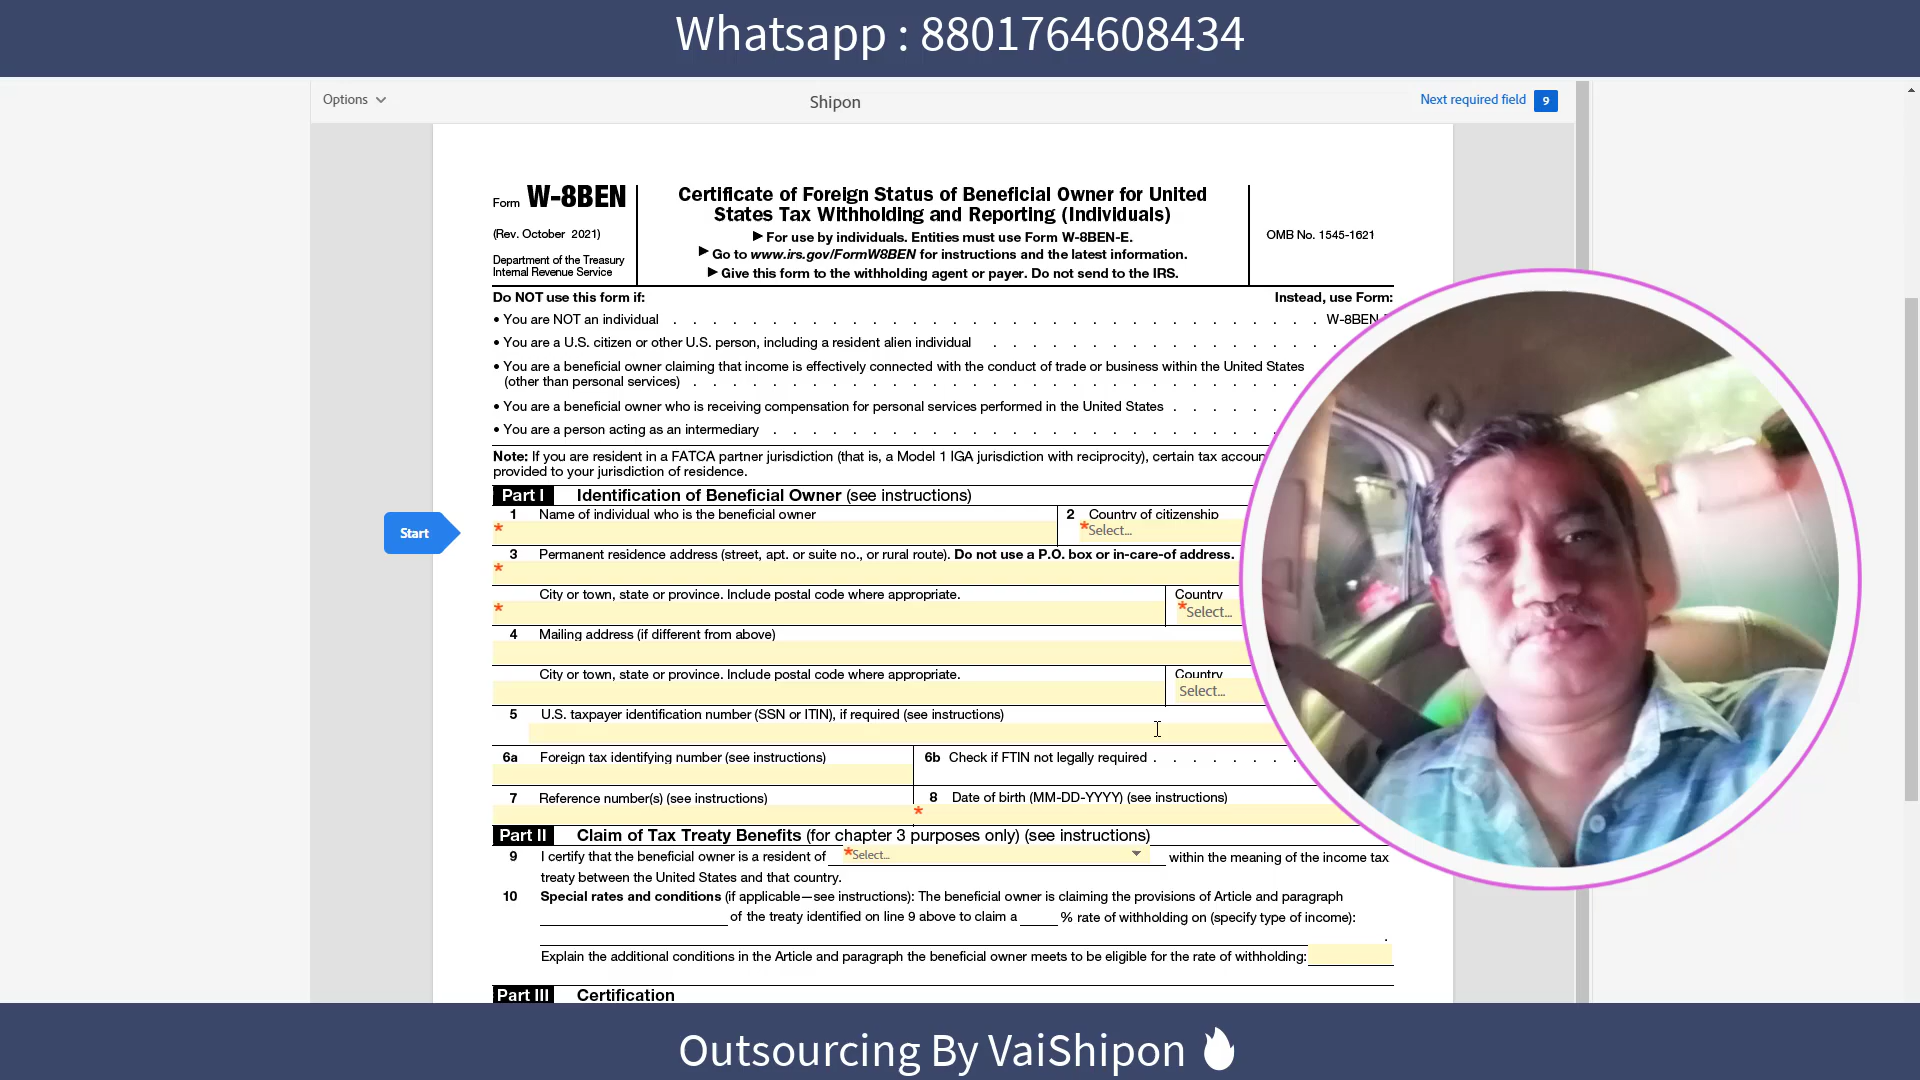 Whatsapp : 8801764608434
Options
Shipon
Next required field 9
Form W-8BEN
(Rev. October 2021)
Department of the Treasury
Internal Revenue Service
Certificate of Foreign Status of Beneficial Owner for United
States Tax Withholding and Reporting (Individuals)
▶ For use by individuals. Entities must use Form W-8BEN-E.
▶ Go to www.irs.gov/FormW8BEN for instructions and the latest information.
▶ Give this form to the withholding agent or payer. Do not send to the IRS.
OMB No. 1545-1621
Do NOT use this form if: Instead, use Form:
• You are NOT an individual . . . . . . . . . . . . . . . . . . . . . . . . . . . . . . . . . W-8BEN-
• You are a U.S. citizen or other U.S. person, including a resident alien individual . . . . . . . . . . . . . . . . . .
• You are a beneficial owner claiming that income is effectively connected with the conduct of trade or business within the United States
(other than personal services) . . . . . . . . . . . . . . . . . . . . . . . . . . . . . . .
• You are a beneficial owner who is receiving compensation for personal services performed in the United States . . . . . .
• You are a person acting as an intermediary . . . . . . . . . . . . . . . . . . . . . . . . . .
Note: If you are resident in a FATCA partner jurisdiction (that is, a Model 1 IGA jurisdiction with reciprocity), certain tax
provided to your jurisdiction of residence.
Part I Identification of Beneficial Owner (see instructions)
1 Name of individual who is the beneficial owner
2 Country of citizenship
Start
*
*Select...
3 Permanent residence address (street, apt. or suite no., or rural route). Do not use a P.O. box or in-care-of address.
*
City or town, state or province. Include postal code where appropriate.
Country
*
*Select...
4 Mailing address (if different from above)
City or town, state or province. Include postal code where appropriate.
Country
Select...
5 U.S. taxpayer identification number (SSN or ITIN), if required (see instructions)
6a Foreign tax identifying number (see instructions)
6b Check if FTIN not legally required . . . . . . . .
7 Reference number(s) (see instructions)
8 Date of birth (MM-DD-YYYY) (see instructions)
*
Part II Claim of Tax Treaty Benefits (for chapter 3 purposes only) (see instructions)
9 I certify that the beneficial owner is a resident of *Select... within the meaning of the income tax
treaty between the United States and that country.
10 Special rates and conditions (if applicable—see instructions): The beneficial owner is claiming the provisions of Article and paragraph
of the treaty identified on line 9 above to claim a % rate of withholding on (specify type of income):
.
Explain the additional conditions in the Article and paragraph the beneficial owner meets to be eligible for the rate of withholding:
Part III Certification
Outsourcing By VaiShipon